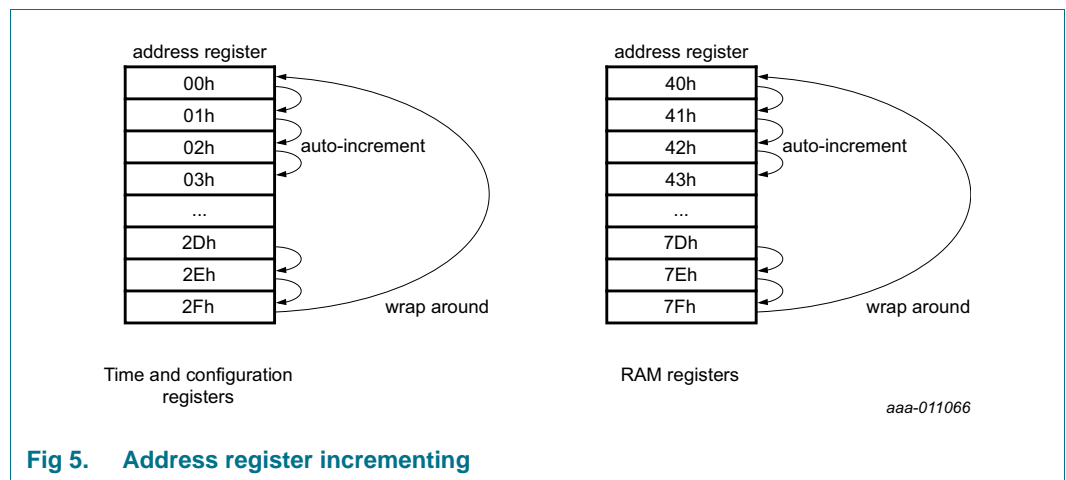 address register
00h
01h
02h
03h
...
2Dh
2Eh
2Fh
auto-increment
wrap around
Time and configuration
registers
address register
40h
41h
42h
43h
...
7Dh
7Eh
7Fh
auto-increment
wrap around
RAM registers
aaa-011066
Fig 5. Address register incrementing